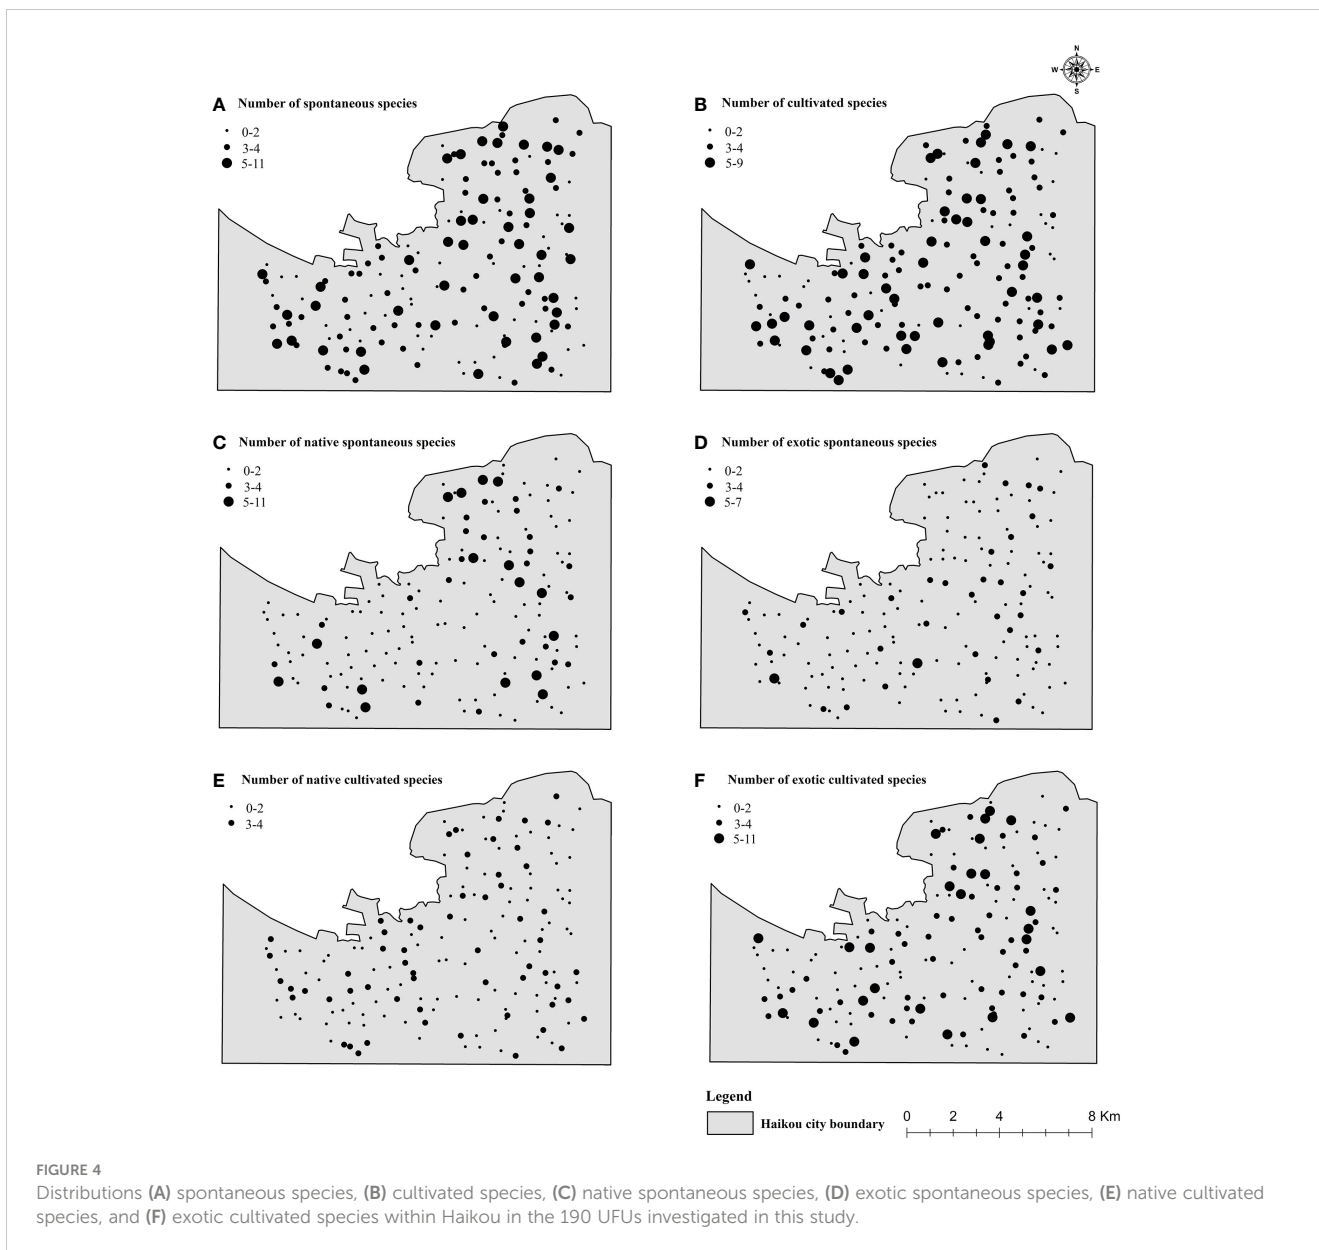 N
W E
S
A Number of spontaneous species
0-2
3-4
5-11
B Number of cultivated species
0-2
3-4
5-9
C Number of native spontaneous species
0-2
3-4
5-11
D Number of exotic spontaneous species
0-2
3-4
5-7
E Number of native cultivated species
0-2
3-4
F Number of exotic cultivated species
0-2
3-4
5-11
Legend
Haikou city boundary
0 2 4 8 Km
FIGURE 4
Distributions (A) spontaneous species, (B) cultivated species, (C) native spontaneous species, (D) exotic spontaneous species, (E) native cultivated
species, and (F) exotic cultivated species within Haikou in the 190 UFUs investigated in this study.